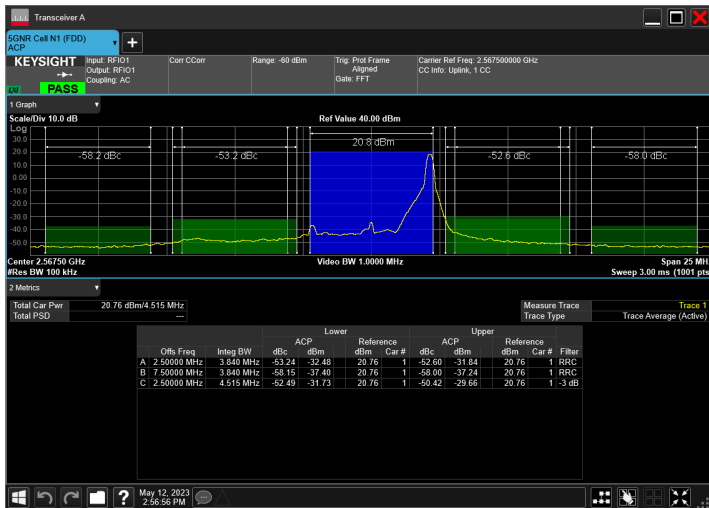 Transceiver A
5GNR Cell N1 (FDD)
ACP
KEYSIGHT
Input: RFIO1
Output: RFIO1
Coupling: AC
Corr CCorr
Range: -60 dBm
Trig: Prot Frame
Aligned
Gate: FFT
Carrier Ref Freq: 2.567500000 GHz
CC Info: Uplink, 1 CC
PASS
1 Graph
Scale/Div 10.0 dB
Ref Value 40.00 dBm
Log
30.0
20.0
10.0
0.00
-10.0
-20.0
-30.0
-40.0
-50.0
-58.2 dBc
-53.2 dBc
20.8 dBm
-52.6 dBc
-58.0 dBc
Center 2.56750 GHz
#Res BW 100 kHz
Video BW 1.0000 MHz
Span 25 MH
Sweep 3.00 ms (1001 pts
2 Metrics
Total Car Pwr 20.76 dBm/4.515 MHz
Total PSD ---
Measure Trace Trace 1
Trace Type Trace Average (Active)
Lower Upper
ACP Reference ACP Reference
Offs Freq Integ BW dBc dBm dBm Car # dBc dBm dBm Car # Filter
A 2.50000 MHz 3.840 MHz -53.24 -32.48 20.76 1 -52.60 -31.84 20.76 1 RRC
B 7.50000 MHz 3.840 MHz -58.15 -37.40 20.76 1 -58.00 -37.24 20.76 1 RRC
C 2.50000 MHz 4.515 MHz -52.49 -31.73 20.76 1 -50.42 -29.66 20.76 1 -3 dB
?
May 12, 2023
2:56:56 PM